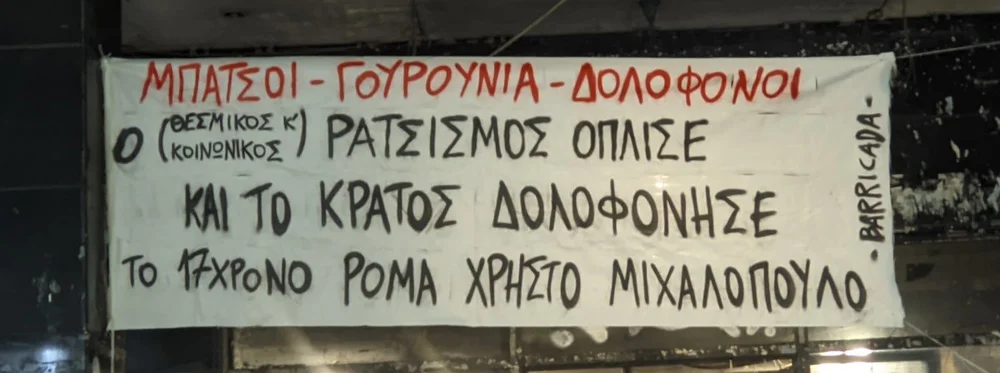 ΜΠΑΤΣΟΙ - ΓΟΥΡΟΥΝΙΑ - ΔΟΛΟΦΟΝΟΙ
Ο (ΘΕΣΜΙΚΟΣ Κ' ΚΟΙΝΩΝΙΚΟΣ) ΡΑΤΣΙΣΜΟΣ ΟΠΛΙΣΕ
ΚΑΙ ΤΟ ΚΡΑΤΟΣ ΔΟΛΟΦΟΝΗΣΕ
ΤΟ 17ΧΡΟΝΟ ΡΟΜΑ ΧΡΗΣΤΟ ΜΙΧΑΛΟΠΟΥΛΟ
- BARRICADA -